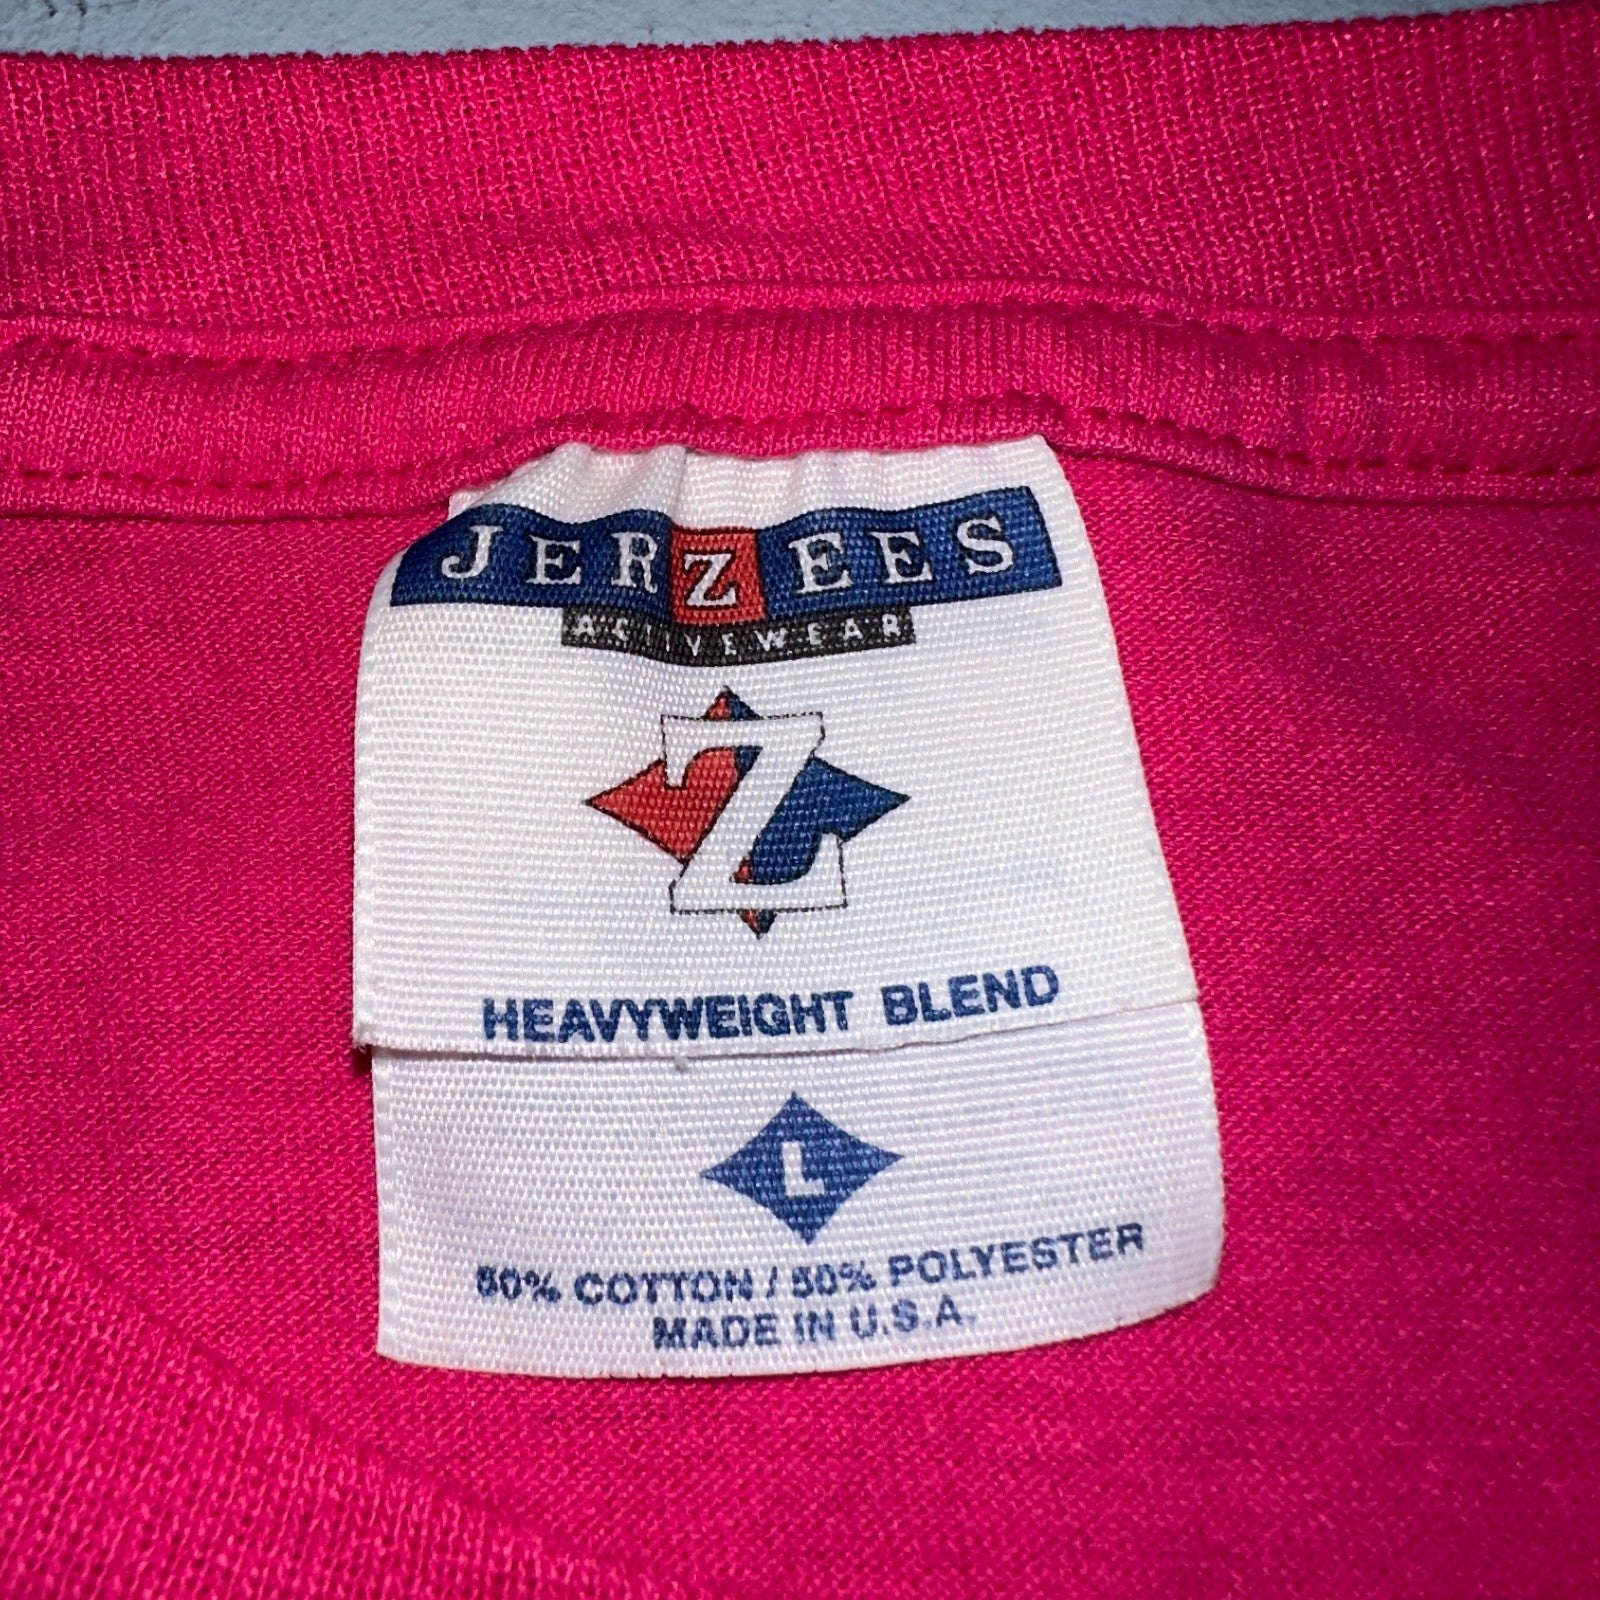 JERZEES
ACTIVEWEAR
Z
HEAVYWEIGHT BLEND
L
50% COTTON / 50% POLYESTER
MADE IN U.S.A.